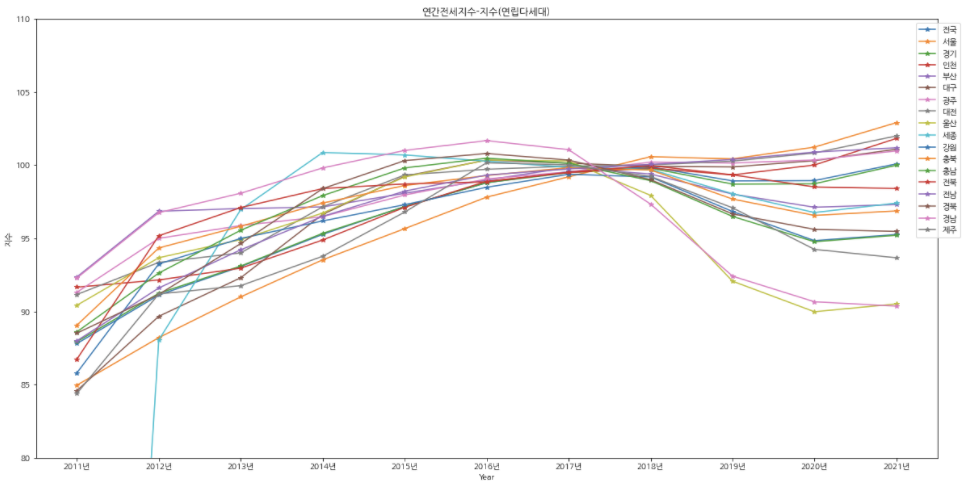 연간전세지수-지수(연립다세대)
지수
110
105
100
95
90
85
80
2011년 2012년 2013년 2014년 2015년 2016년 2017년 2018년 2019년 2020년 2021년
Year
전국
서울
경기
인천
부산
대구
광주
대전
울산
세종
강원
충북
충남
전북
전남
경북
경남
제주